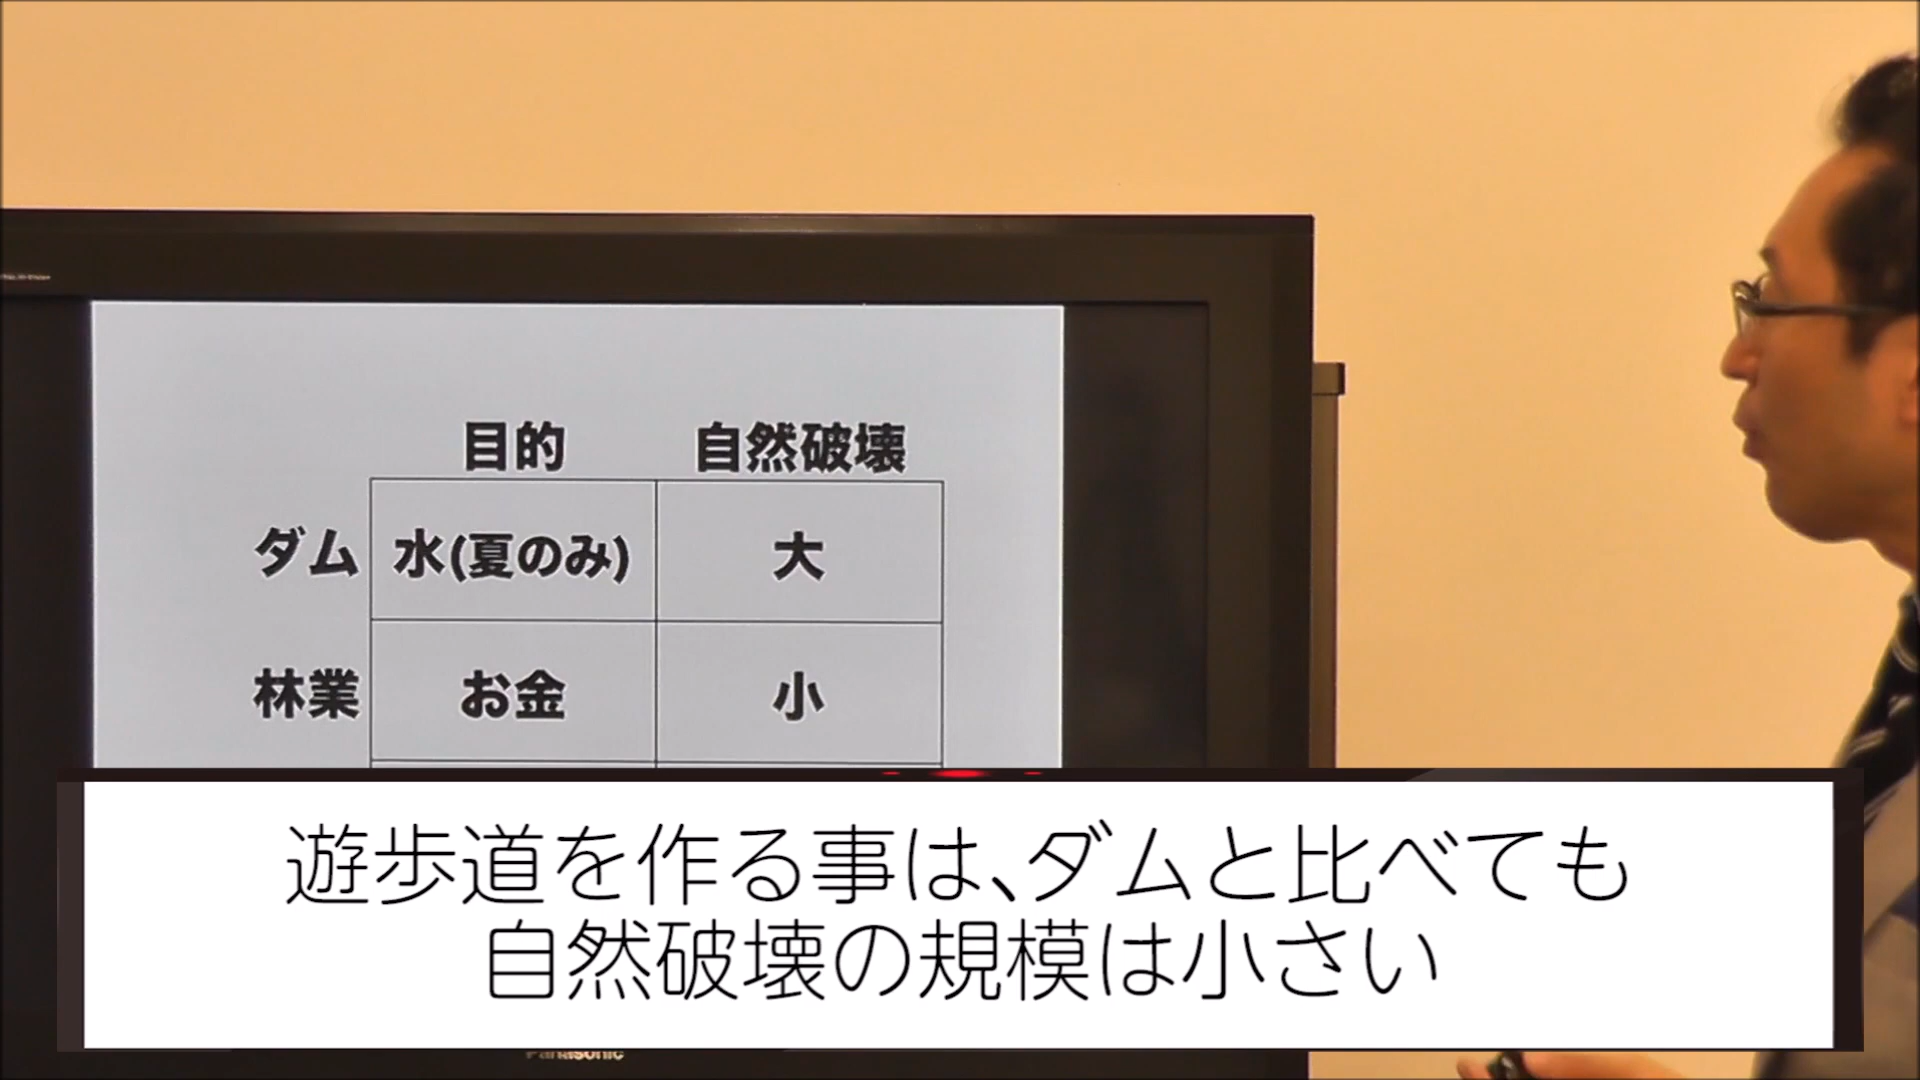 目的 自然破壊
ダム 水(夏のみ) 大
林業 お金 小
遊歩道を作る事は、ダムと比べても
自然破壊の規模は小さい
Panasonic